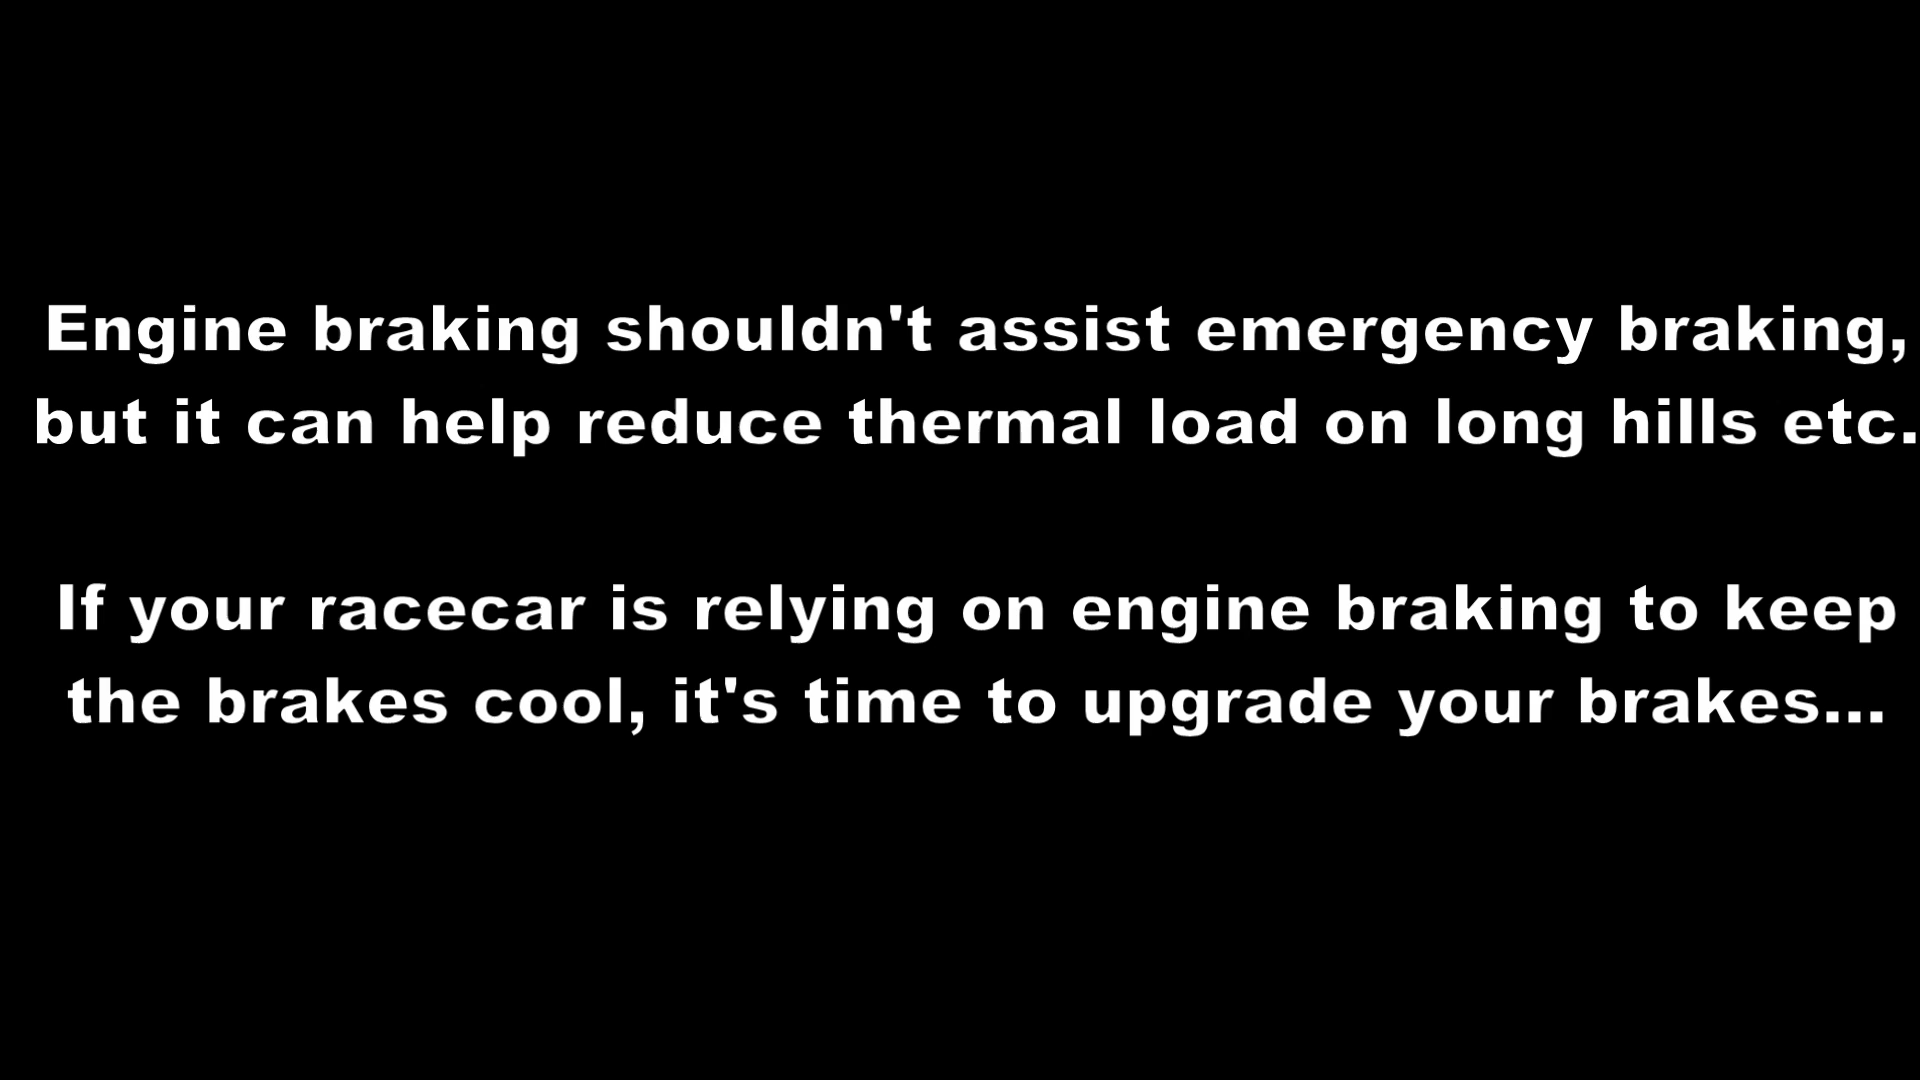 Engine braking shouldn't assist emergency braking,
but it can help reduce thermal load on long hills etc.
If your racecar is relying on engine braking to keep
the brakes cool, it's time to upgrade your brakes...